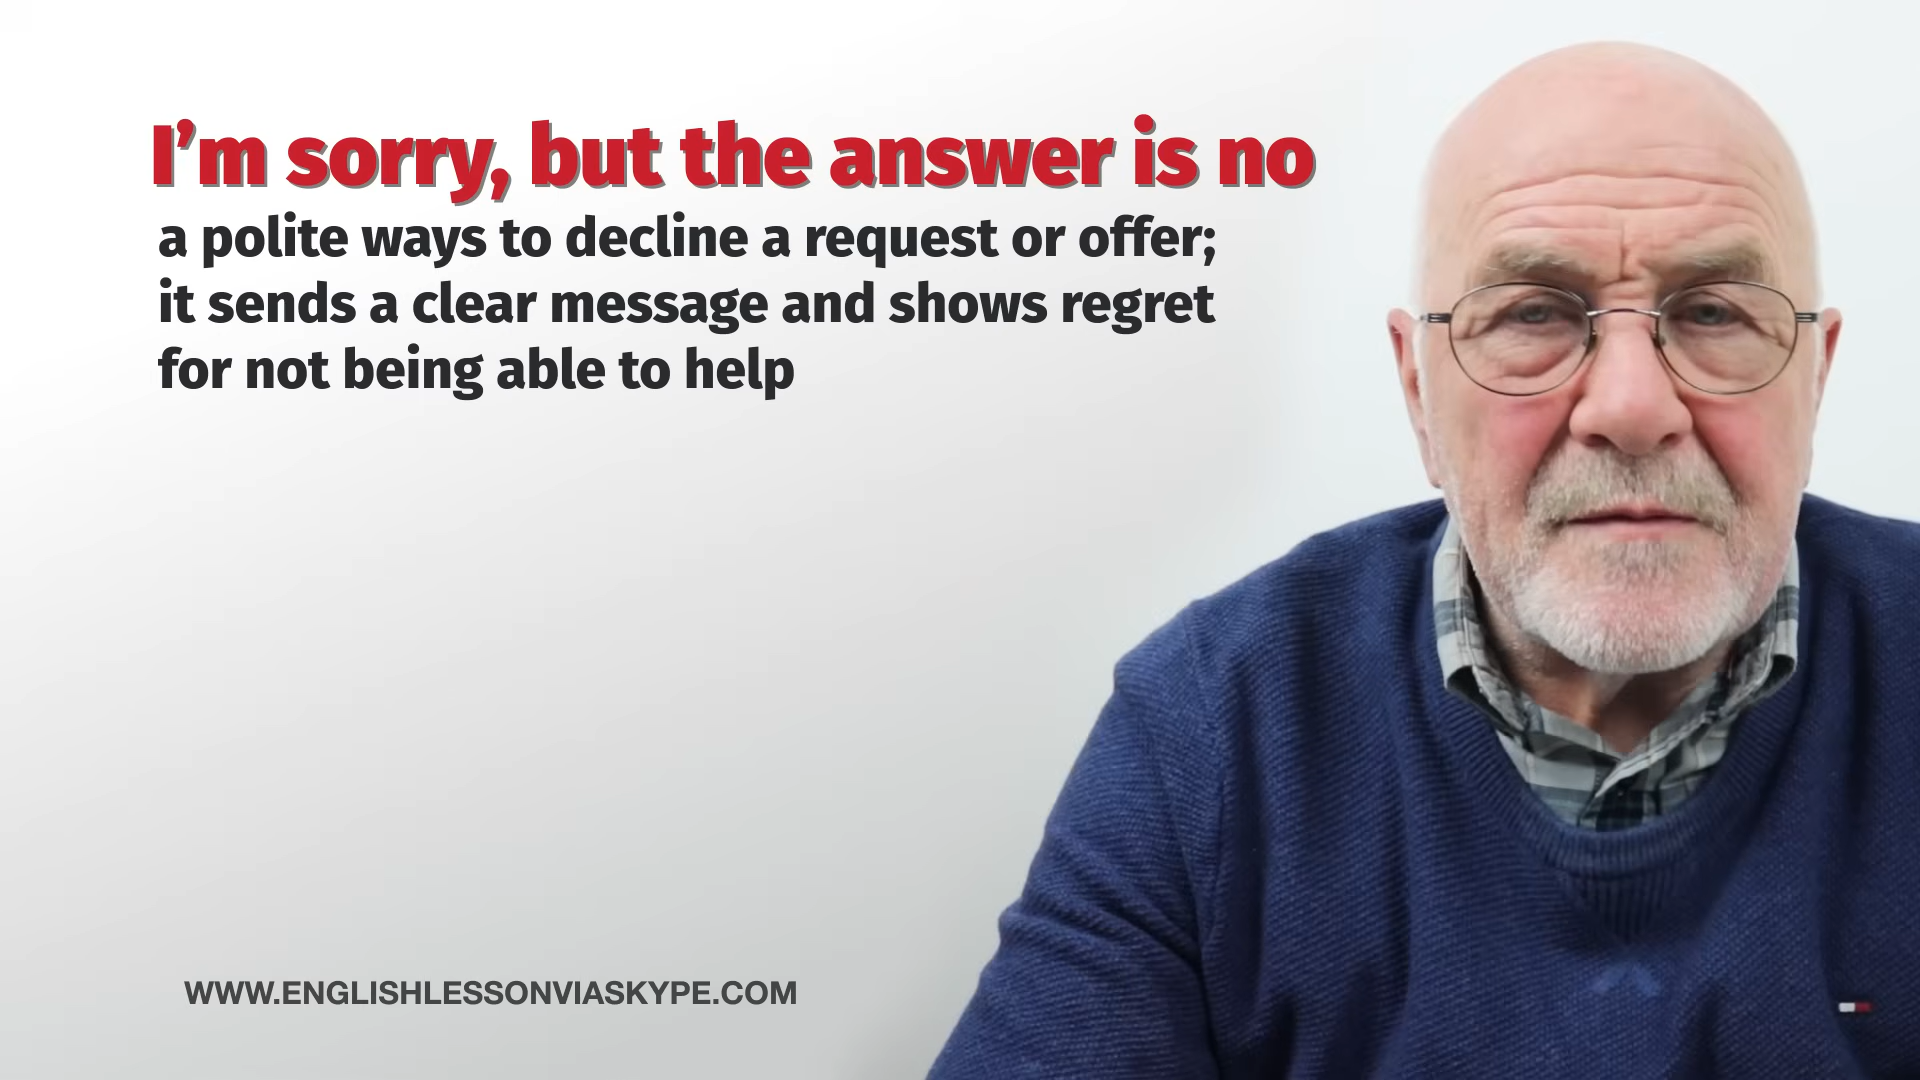 I'm sorry, but the answer is no
a polite ways to decline a request or offer;
it sends a clear message and shows regret
for not being able to help
WWW.ENGLISHLESSONVIASKYPE.COM